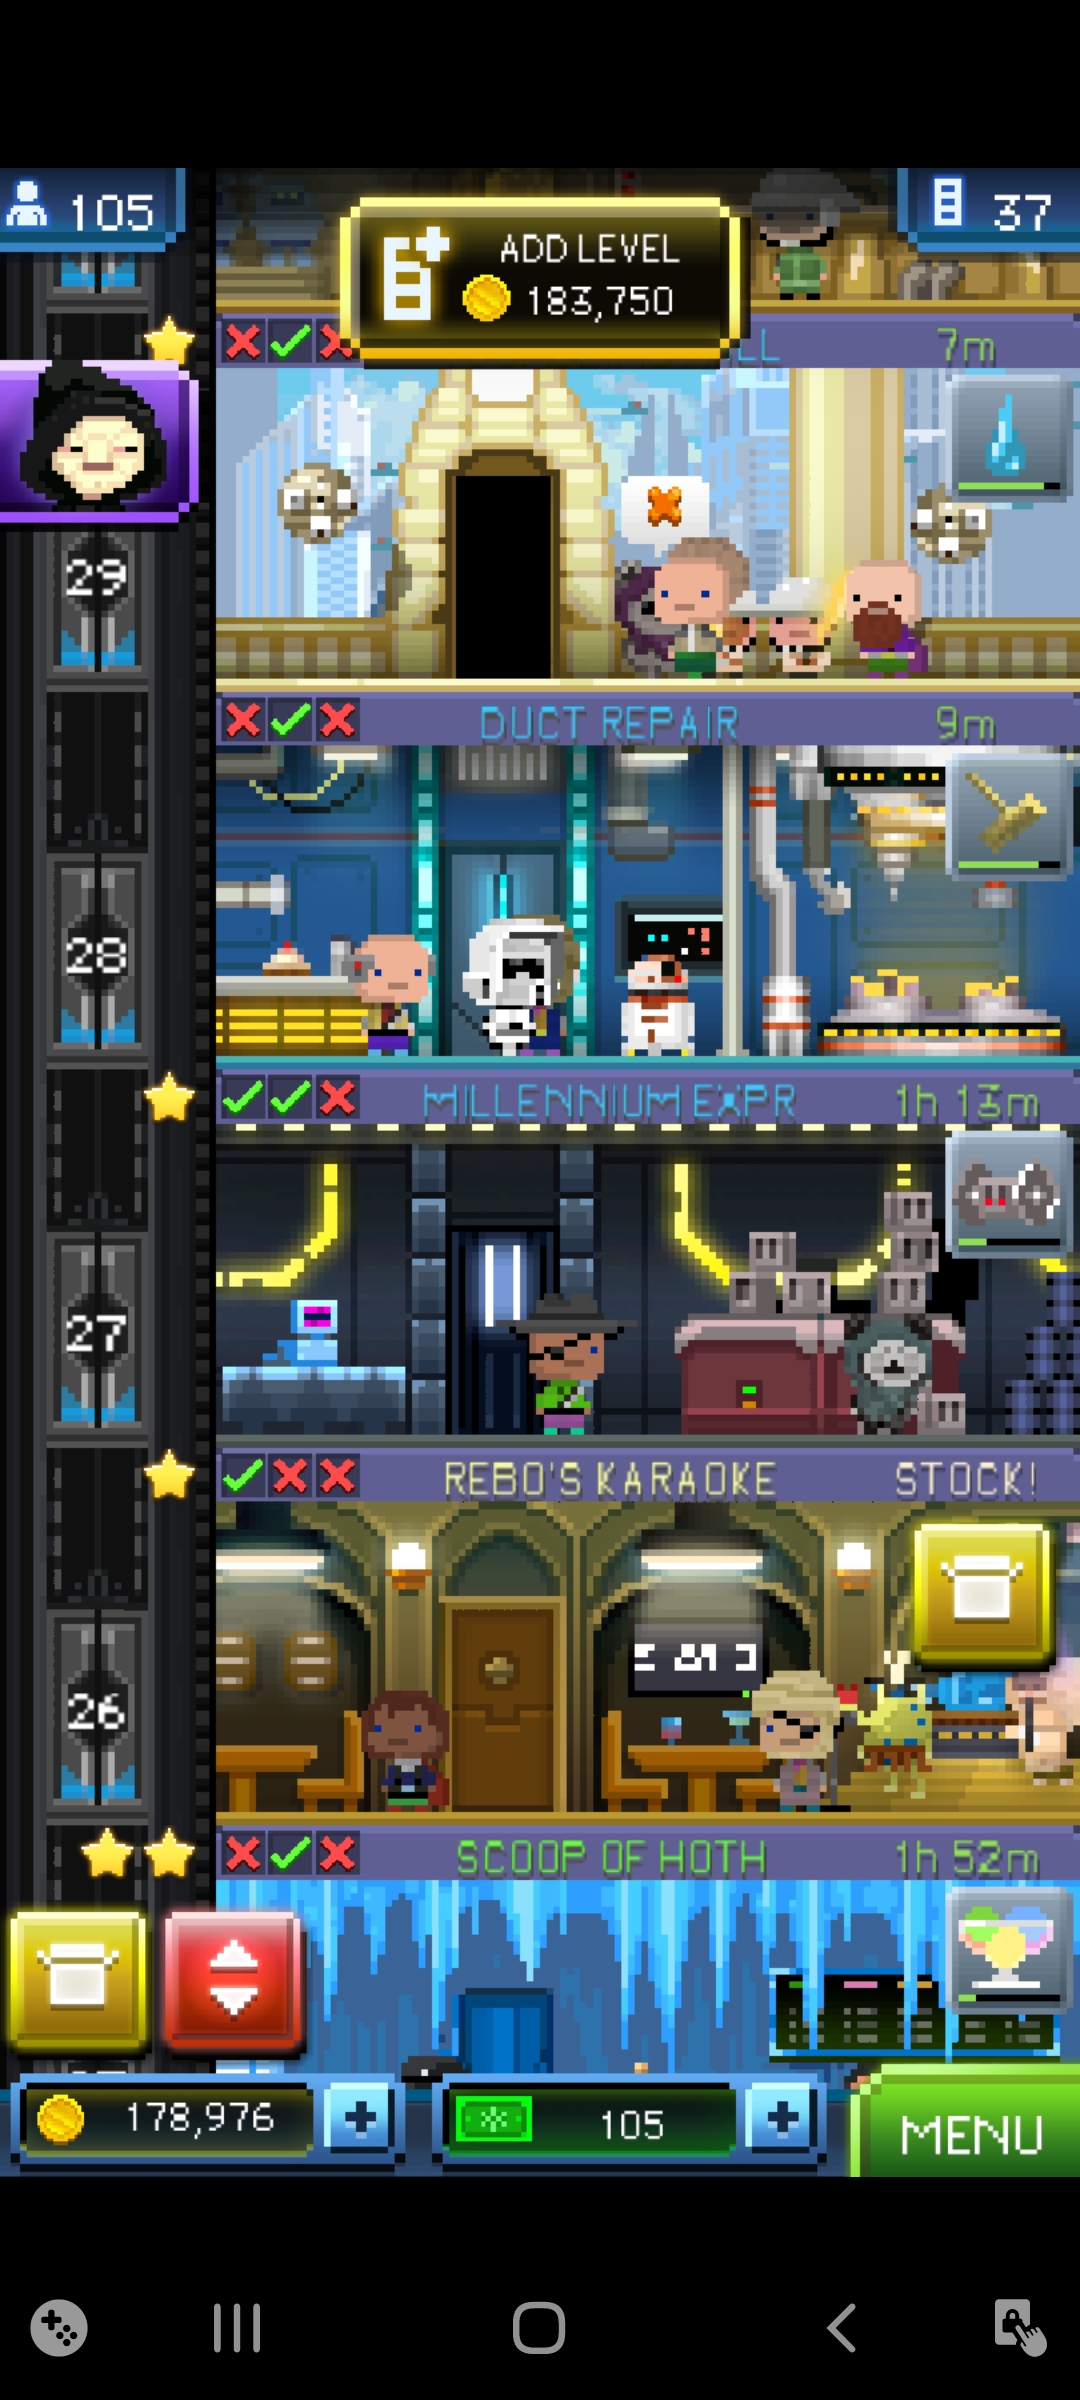 105
ADD LEVEL
183,750
37
LL
7m
29
DUCT REPAIR
9m
28
MILLENNIUM EXPR
1h 13m
27
REBO'S KARAOKE
STOCK!
26
SCOOP OF HOTH
1h 52m
178,976
105
MENU